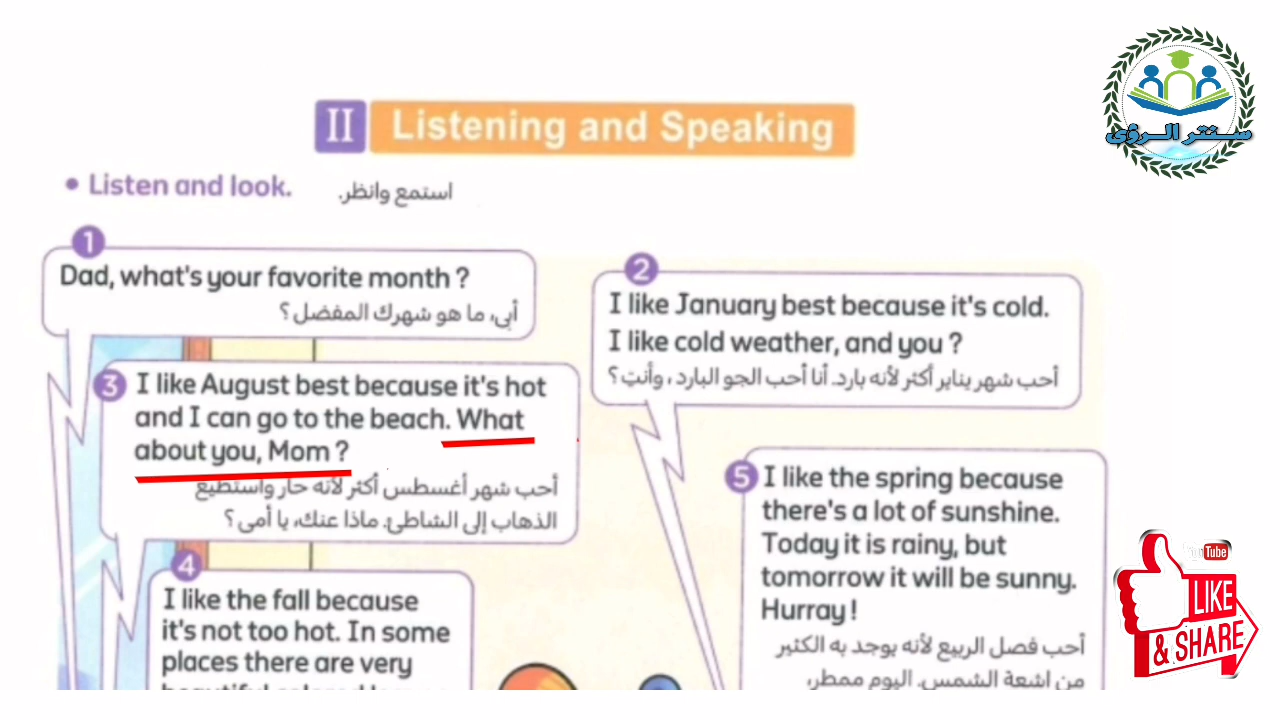 سنتر الرؤى
II Listening and Speaking
• Listen and look. استمع وانظر.
1
Dad, what's your favorite month ?
أبى، ما هو شهرك المفضل؟
2
I like January best because it's cold.
I like cold weather, and you ?
أحب شهر يناير أكثر لأنه بارد. أنا أحب الجو البارد، وأنتِ؟
3
I like August best because it's hot
and I can go to the beach. What
about you, Mom ?
أحب شهر أغسطس أكثر لأنه حار واستطيع
الذهاب إلى الشاطئ. ماذا عنك، يا أمى؟
4
I like the fall because
it's not too hot. In some
places there are very
5
I like the spring because
there's a lot of sunshine.
Today it is rainy, but
tomorrow it will be sunny.
Hurray !
أحب فصل الربيع لأنه يوجد به الكثير
من اشعة الشمس. اليوم ممطر،
YouTube
LIKE
& SHARE